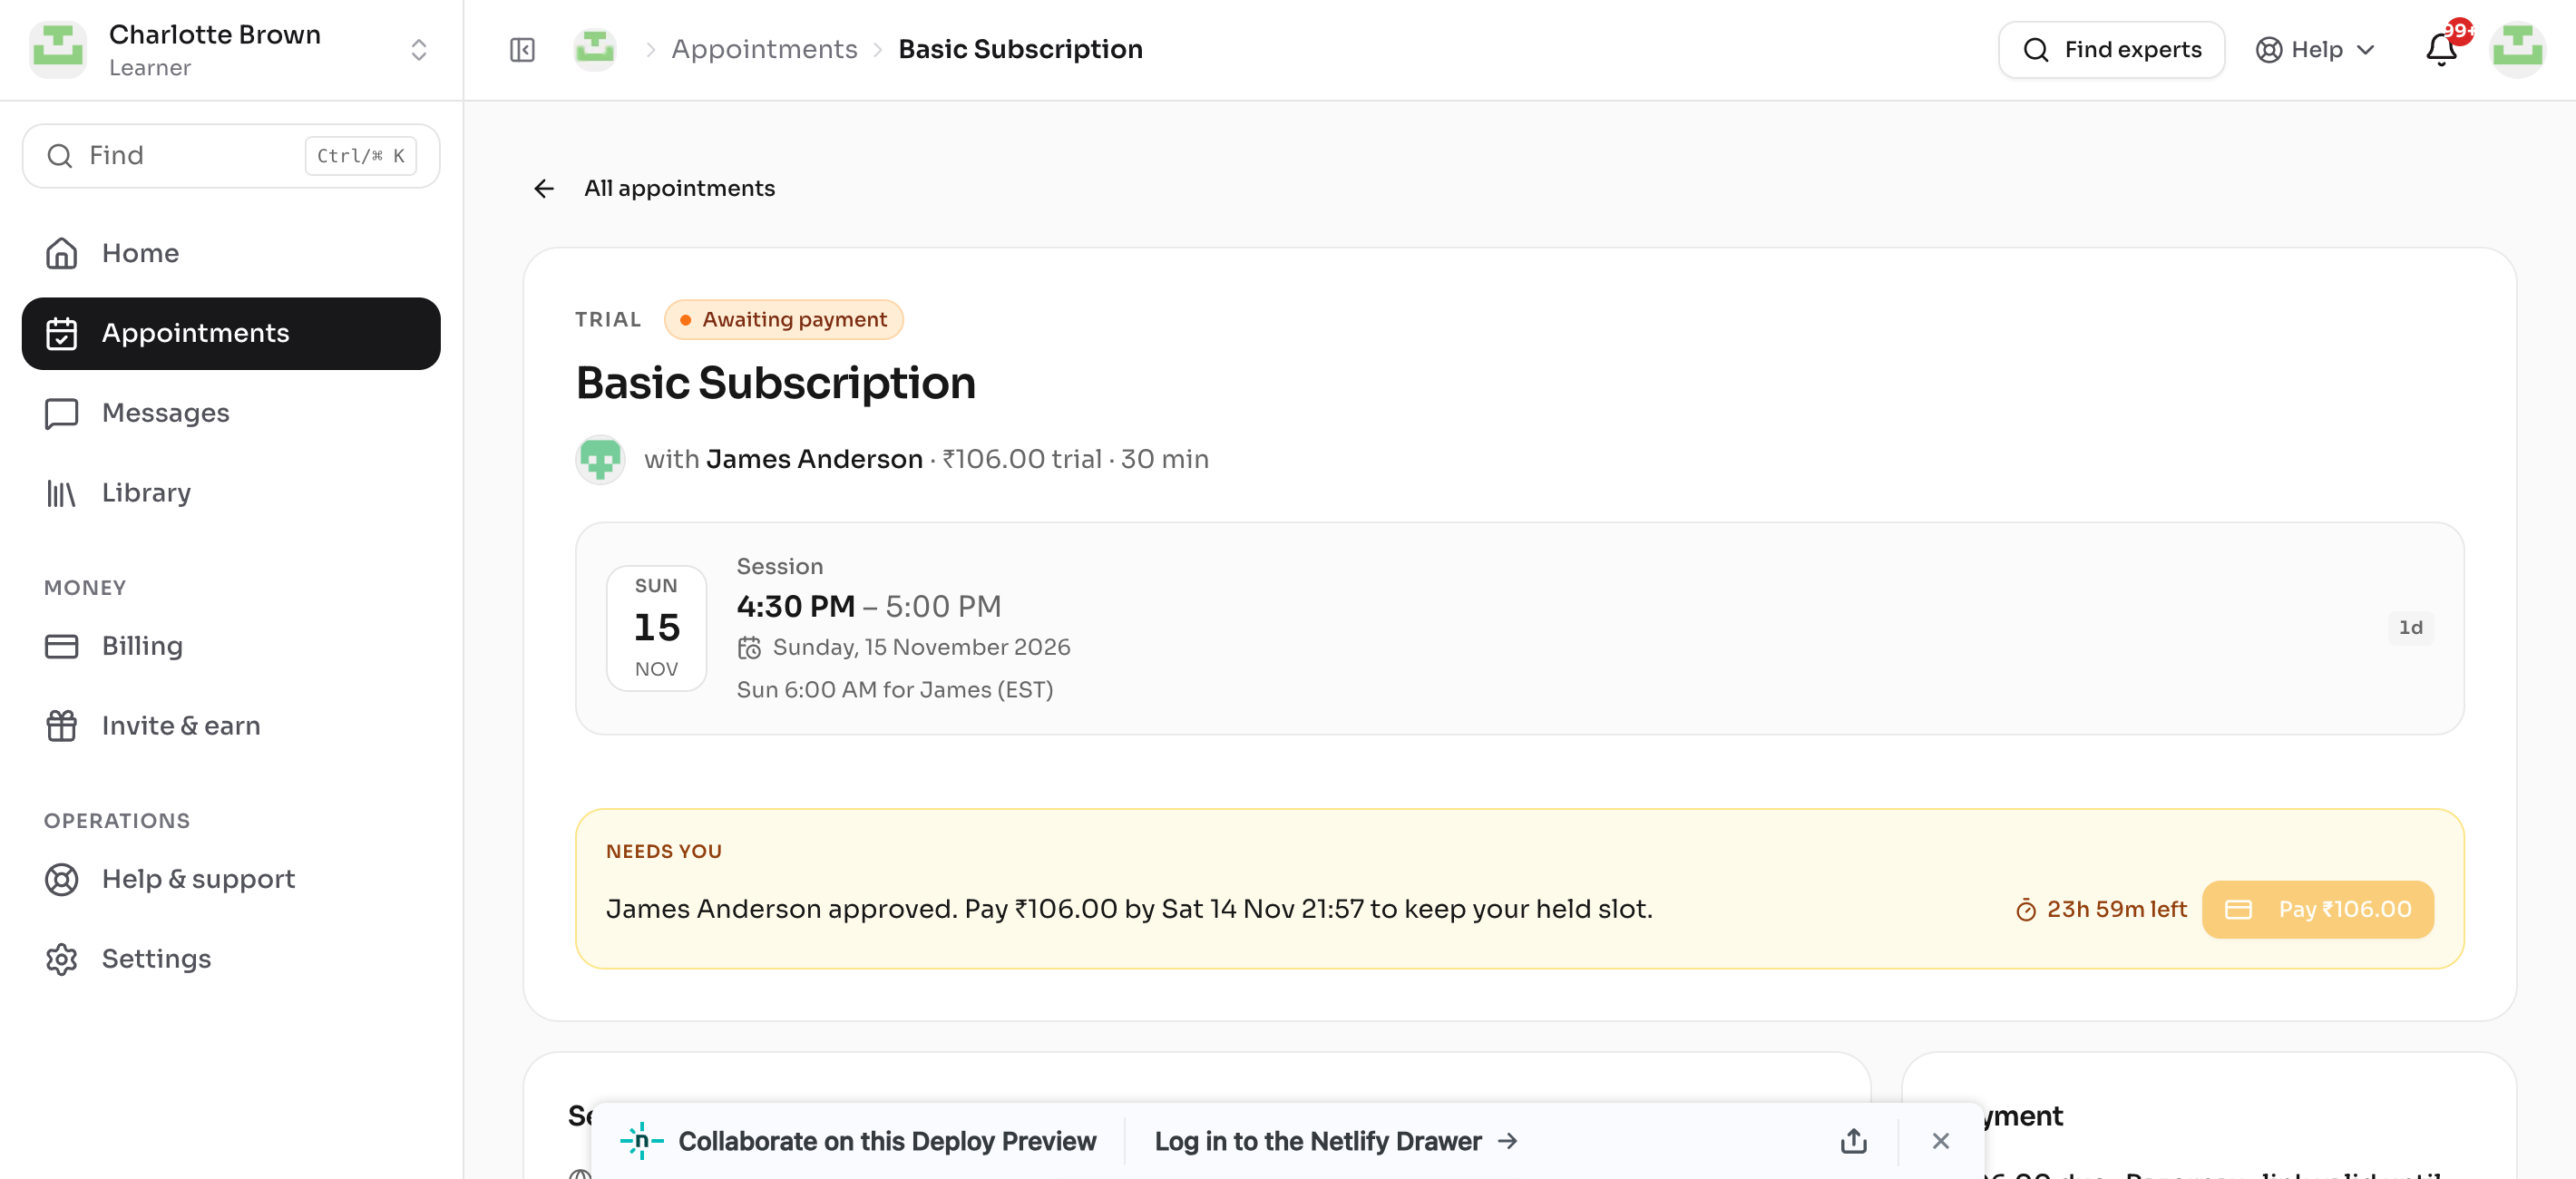 Charlotte Brown
Learner
Appointments
Basic Subscription
Find experts
Help
99+
Find
Ctrl/⌘ K
Home
Appointments
Messages
Library
MONEY
Billing
Invite & earn
OPERATIONS
Help & support
Settings
All appointments
TRIAL
Awaiting payment
Basic Subscription
with James Anderson · ₹106.00 trial · 30 min
SUN
15
NOV
Session
4:30 PM – 5:00 PM
Sunday, 15 November 2026
Sun 6:00 AM for James (EST)
1d
NEEDS YOU
James Anderson approved. Pay ₹106.00 by Sat 14 Nov 21:57 to keep your held slot.
23h 59m left
Pay ₹106.00
Collaborate on this Deploy Preview
Log in to the Netlify Drawer →